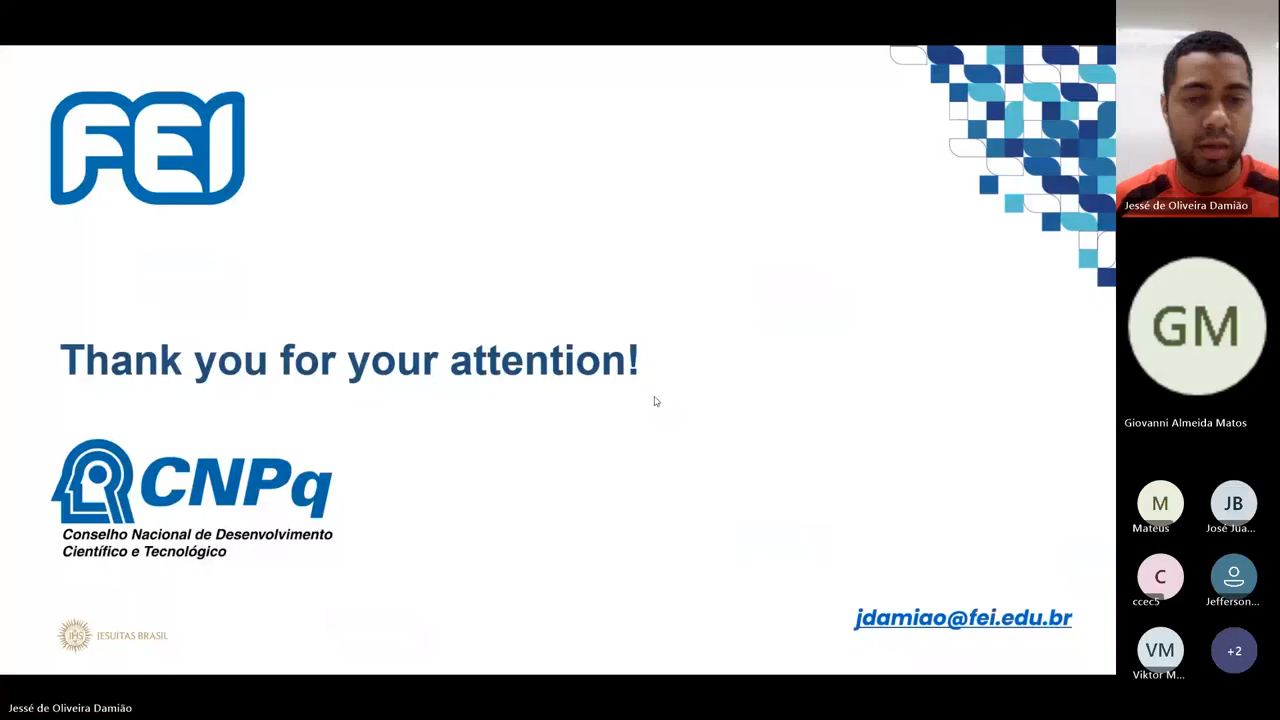 FEI
Thank you for your attention!
CNPq
Conselho Nacional de Desenvolvimento
Científico e Tecnológico
IHS
JESUÍTAS BRASIL
jdamiao@fei.edu.br
Jessé de Oliveira Damião
GM
Giovanni Almeida Matos
M
Mateus
JB
José Jua...
C
ccec5
Jefferson...
VM
Viktor M...
+2
Jessé de Oliveira Damião